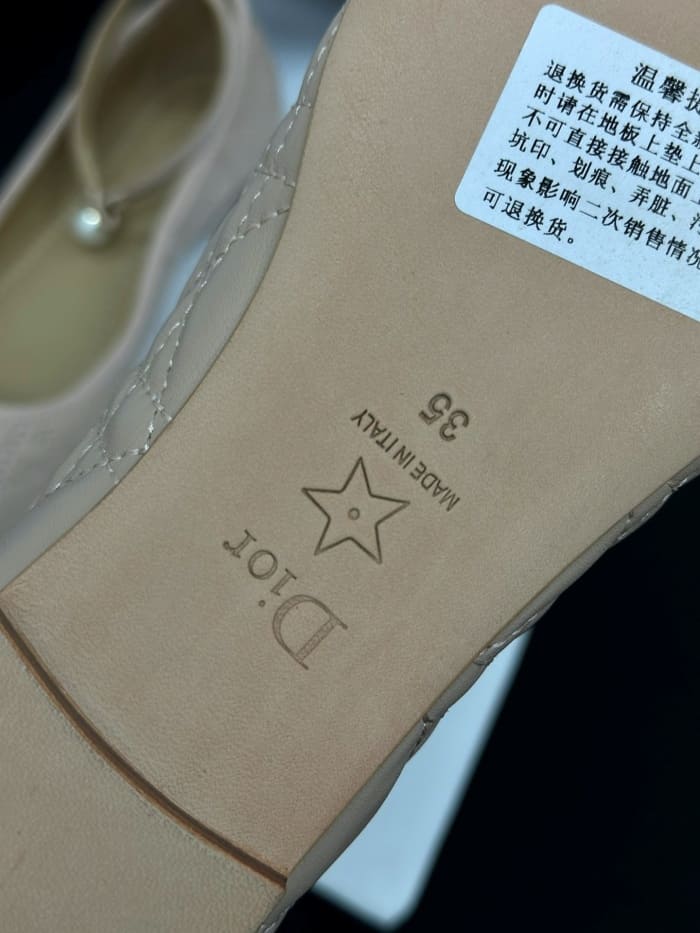 温馨
退换货需保持全
时请在地板上垫上
不可直接接触地面
坑印、划痕、弄脏、
现象影响二次销售情况
可退换货。
35
MADE IN ITALY
Dior